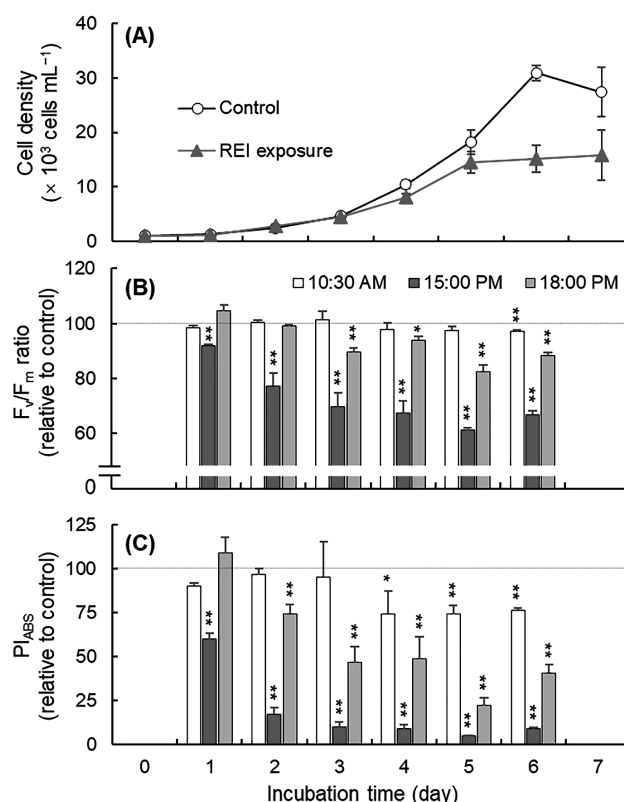 (A)
Cell density
(× 10³ cells mL⁻¹)
40
30
20
10
0
Control
REI exposure
(B)
10:30 AM
15:00 PM
18:00 PM
Fv/Fm ratio
(relative to control)
120
100
80
60
0
** ** ** ** * ** ** ** ** ** ** **
(C)
PIABS
(relative to control)
125
100
75
50
25
0
** ** ** ** ** * ** ** ** ** ** ** ** **
0 1 2 3 4 5 6 7
Incubation time (day)